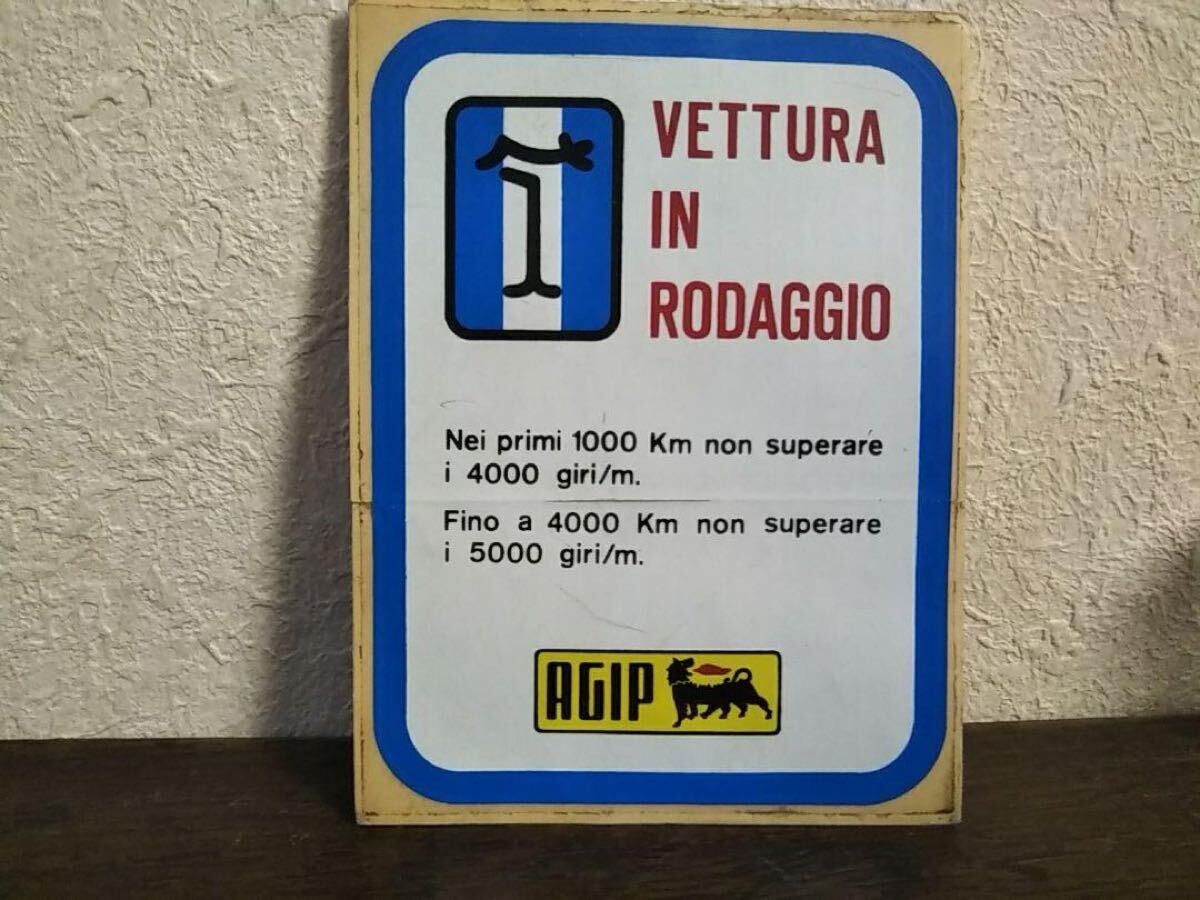 VETTURA
IN
RODAGGIO
Nei primi 1000 Km non superare
i 4000 giri/m.
Fino a 4000 Km non superare
i 5000 giri/m.
AGIP